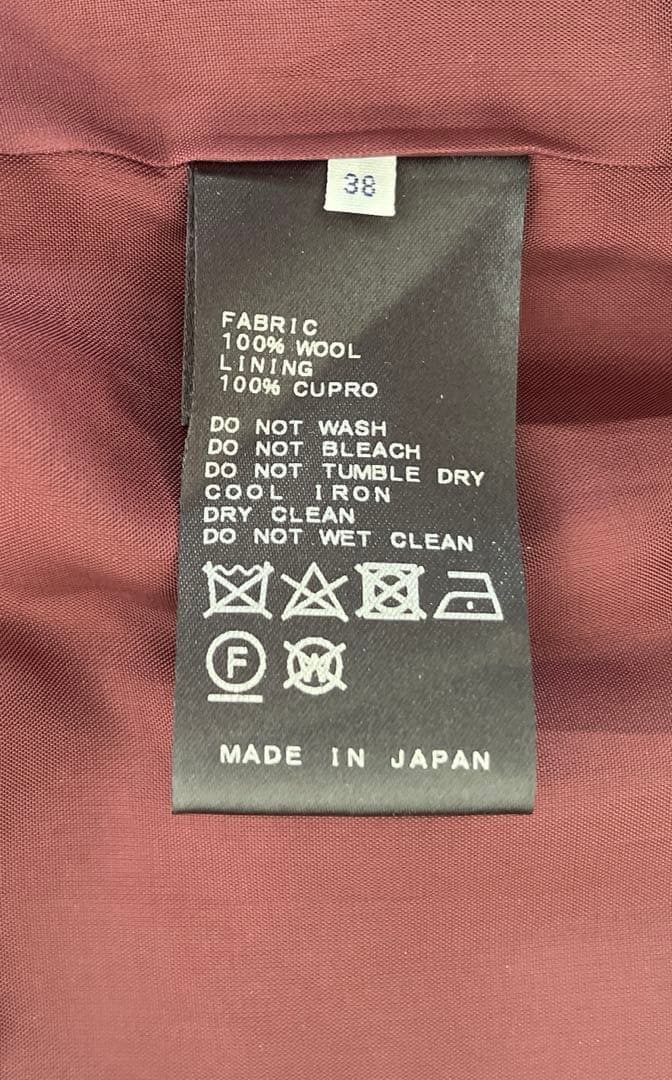 38
FABRIC
100% WOOL
LINING
100% CUPRO
DO NOT WASH
DO NOT BLEACH
DO NOT TUMBLE DRY
COOL IRON
DRY CLEAN
DO NOT WET CLEAN
F W
MADE IN JAPAN